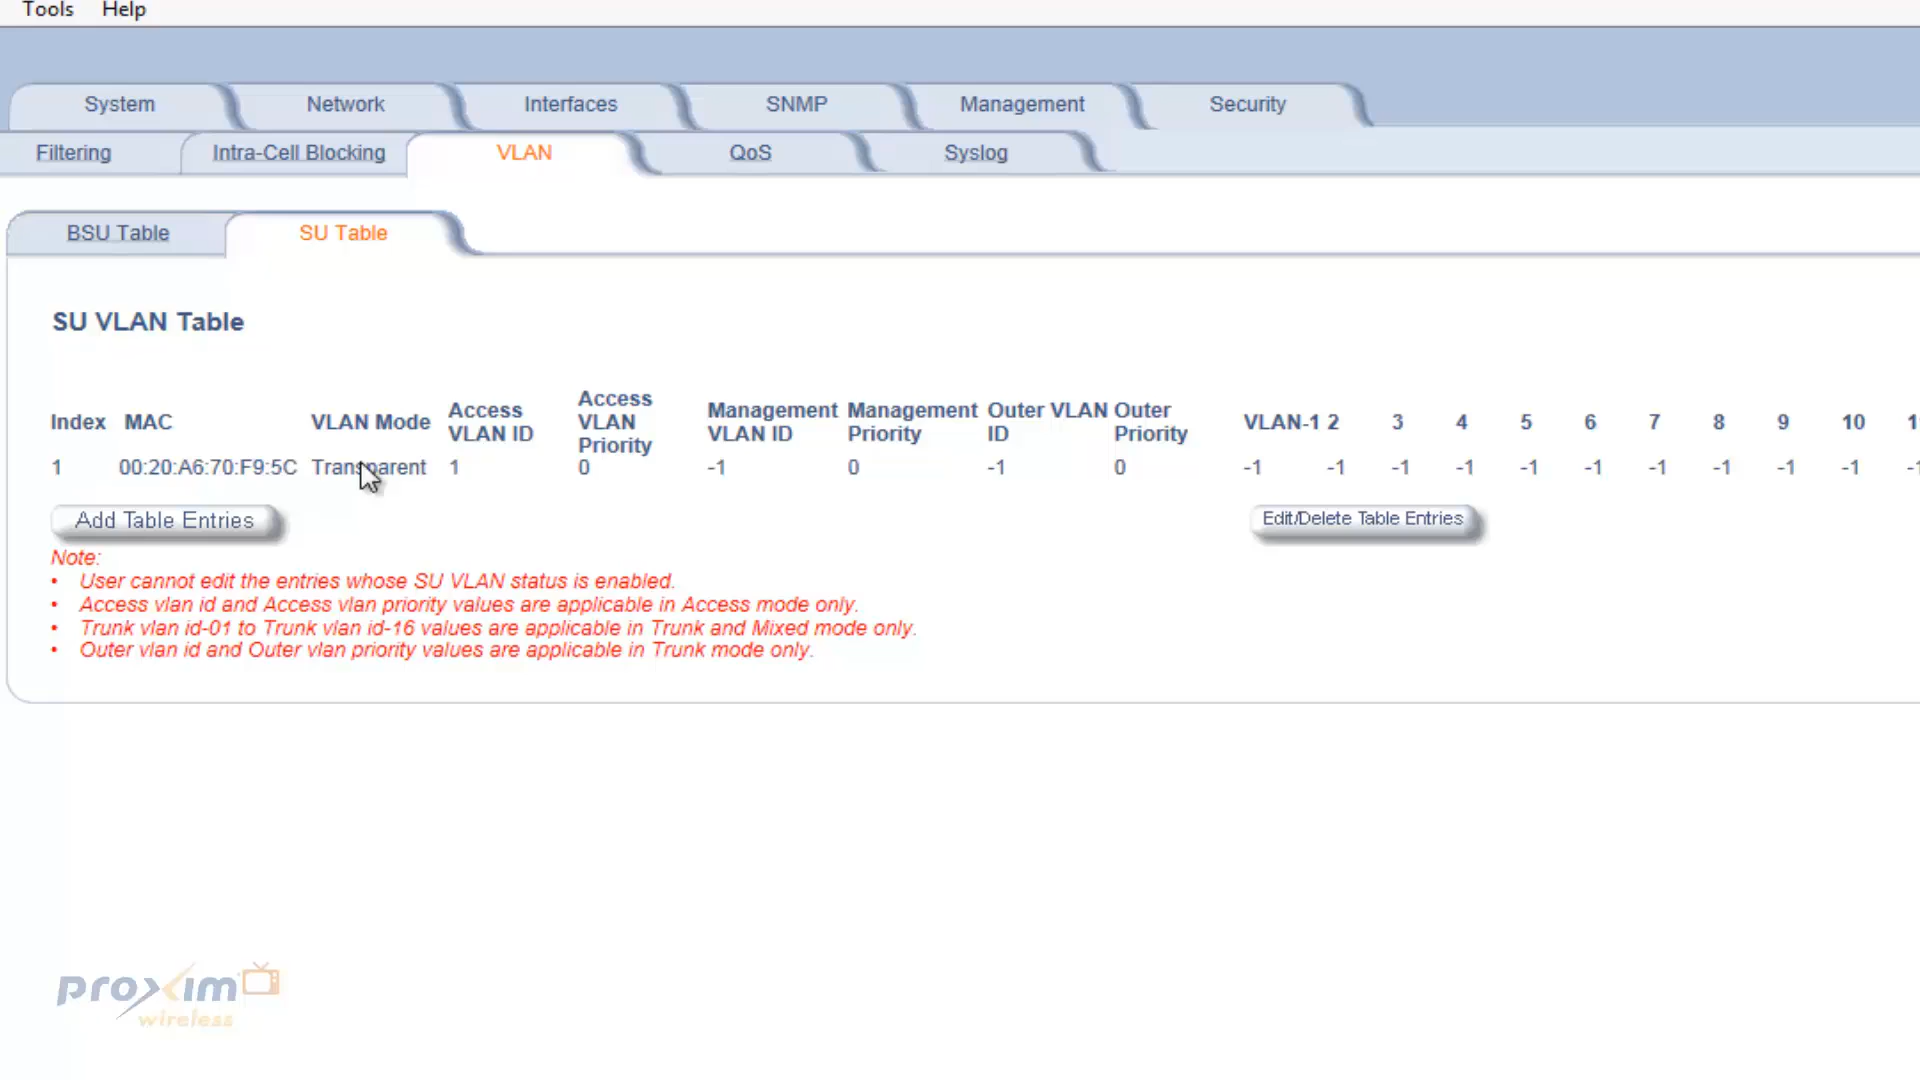 Tools Help
System Network Interfaces SNMP Management Security
Filtering Intra-Cell Blocking VLAN QoS Syslog
BSU Table SU Table
SU VLAN Table
Index MAC VLAN Mode Access VLAN ID Access VLAN Priority Management VLAN ID Management Priority Outer VLAN ID Outer Priority VLAN-1 2 3 4 5 6 7 8 9 10
1 00:20:A6:70:F9:5C Transparent 1 0 -1 0 -1 0 -1 -1 -1 -1 -1 -1 -1 -1 -1 -1
Add Table Entries Edit/Delete Table Entries
Note:
• User cannot edit the entries whose SU VLAN status is enabled.
• Access vlan id and Access vlan priority values are applicable in Access mode only.
• Trunk vlan id-01 to Trunk vlan id-16 values are applicable in Trunk and Mixed mode only.
• Outer vlan id and Outer vlan priority values are applicable in Trunk mode only.
proxim
wireless